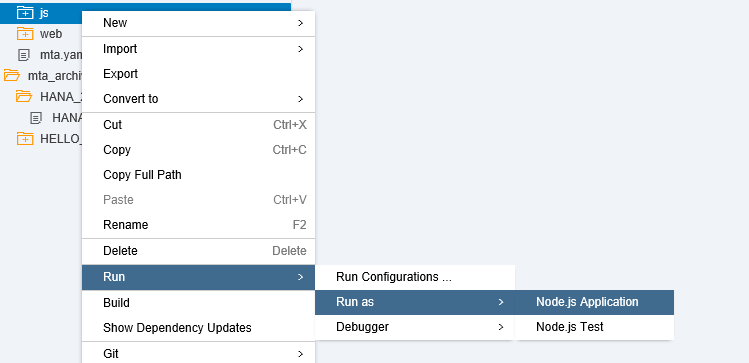 js
web
mta.yam
mta_archi
HANA_2
HANA
HELLO_
New
Import
Export
Convert to
Cut Ctrl+X
Copy Ctrl+C
Copy Full Path
Paste Ctrl+V
Rename F2
Delete Delete
Run
Build
Show Dependency Updates
Git
Run Configurations ...
Run as
Debugger
Node.js Application
Node.js Test